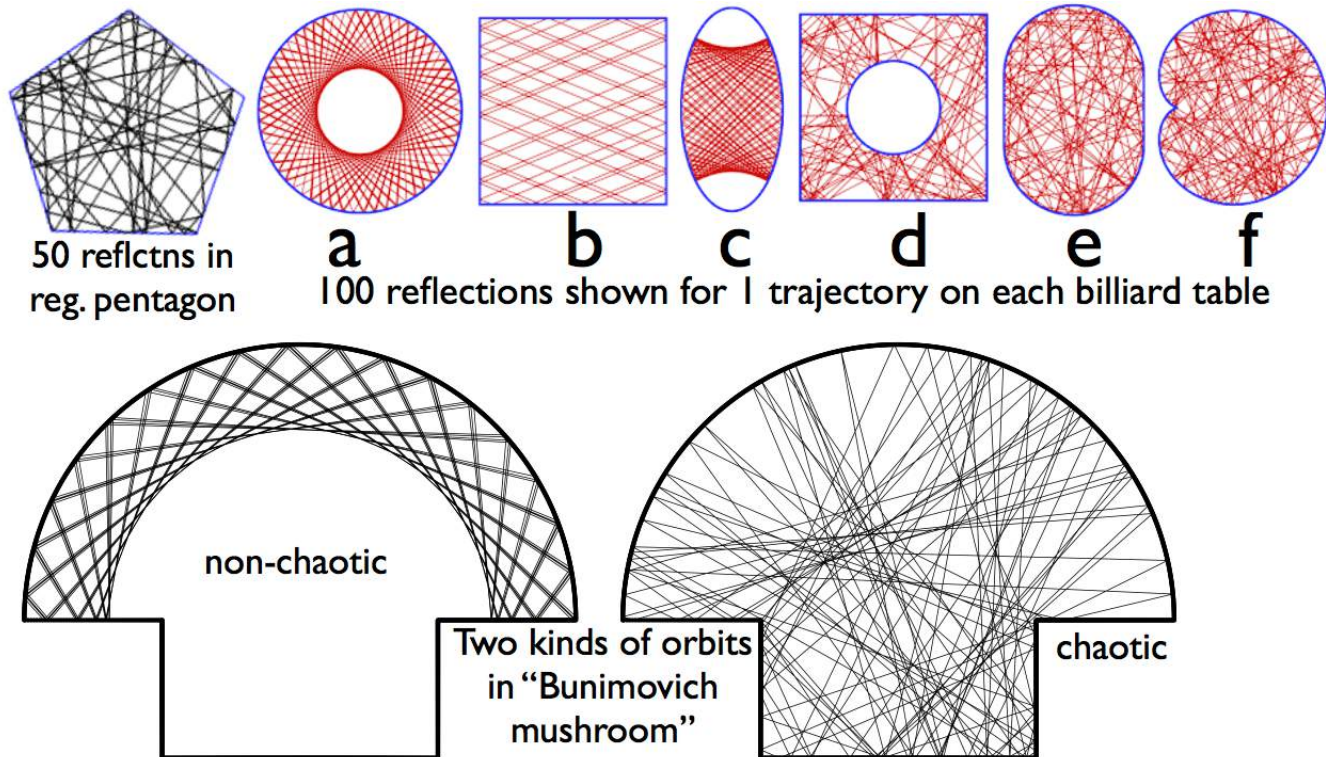 50 reflctns in
reg. pentagon
a b c d e f
100 reflections shown for 1 trajectory on each billiard table
non-chaotic
Two kinds of orbits
in “Bunimovich
mushroom”
chaotic